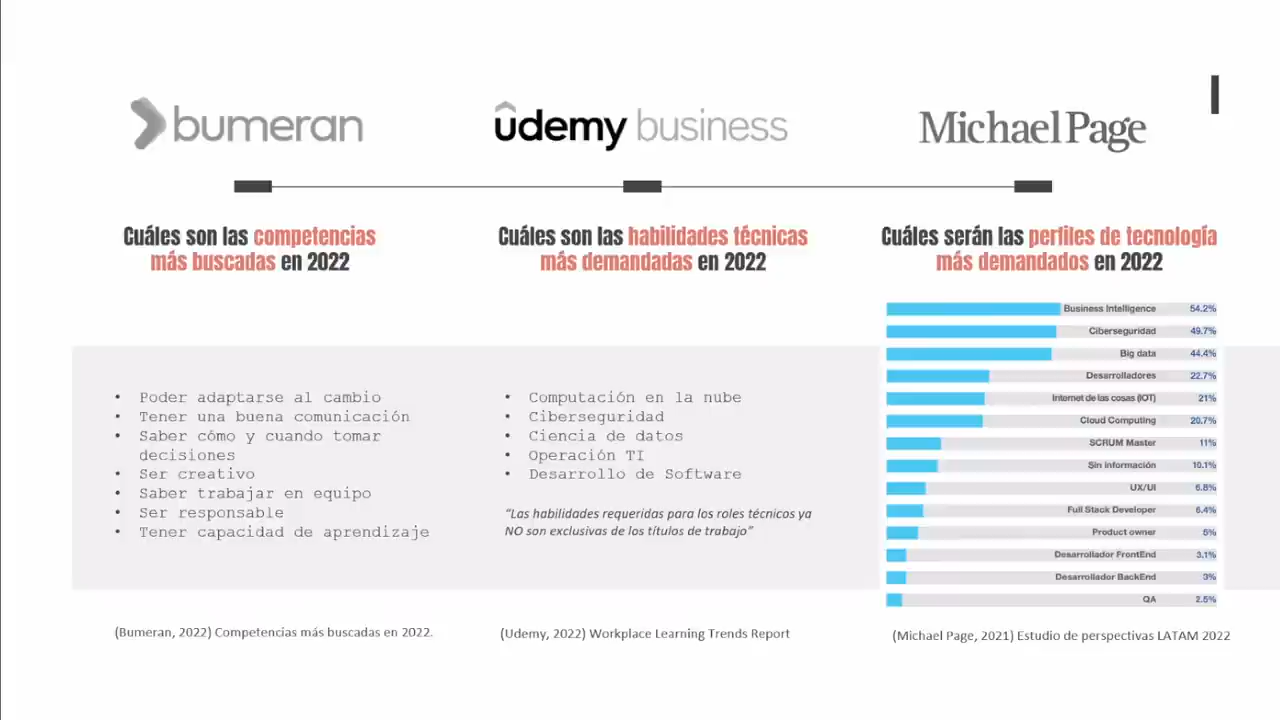 bumeran
ûdemy business
Michael Page
Cuáles son las competencias
más buscadas en 2022
Cuáles son las habilidades técnicas
más demandadas en 2022
Cuáles serán las perfiles de tecnología
más demandados en 2022
• Poder adaptarse al cambio
• Tener una buena comunicación
• Saber cómo y cuando tomar
decisiones
• Ser creativo
• Saber trabajar en equipo
• Ser responsable
• Tener capacidad de aprendizaje
• Computación en la nube
• Ciberseguridad
• Ciencia de datos
• Operación TI
• Desarrollo de Software
“Las habilidades requeridas para los roles técnicos ya
NO son exclusivas de los títulos de trabajo”
Business Intelligence 54.2%
Ciberseguridad 49.7%
Big data 44.4%
Desarrolladores 22.7%
Internet de las cosas (IOT) 21%
Cloud Computing 20.7%
SCRUM Master 11%
Sin información 10.1%
UX/UI 6.8%
Full Stack Developer 6.4%
Product owner 5%
Desarrollador FrontEnd 3.1%
Desarrollador BackEnd 3%
QA 2.5%
(Bumeran, 2022) Competencias más buscadas en 2022.
(Udemy, 2022) Workplace Learning Trends Report
(Michael Page, 2021) Estudio de perspectivas LATAM 2022